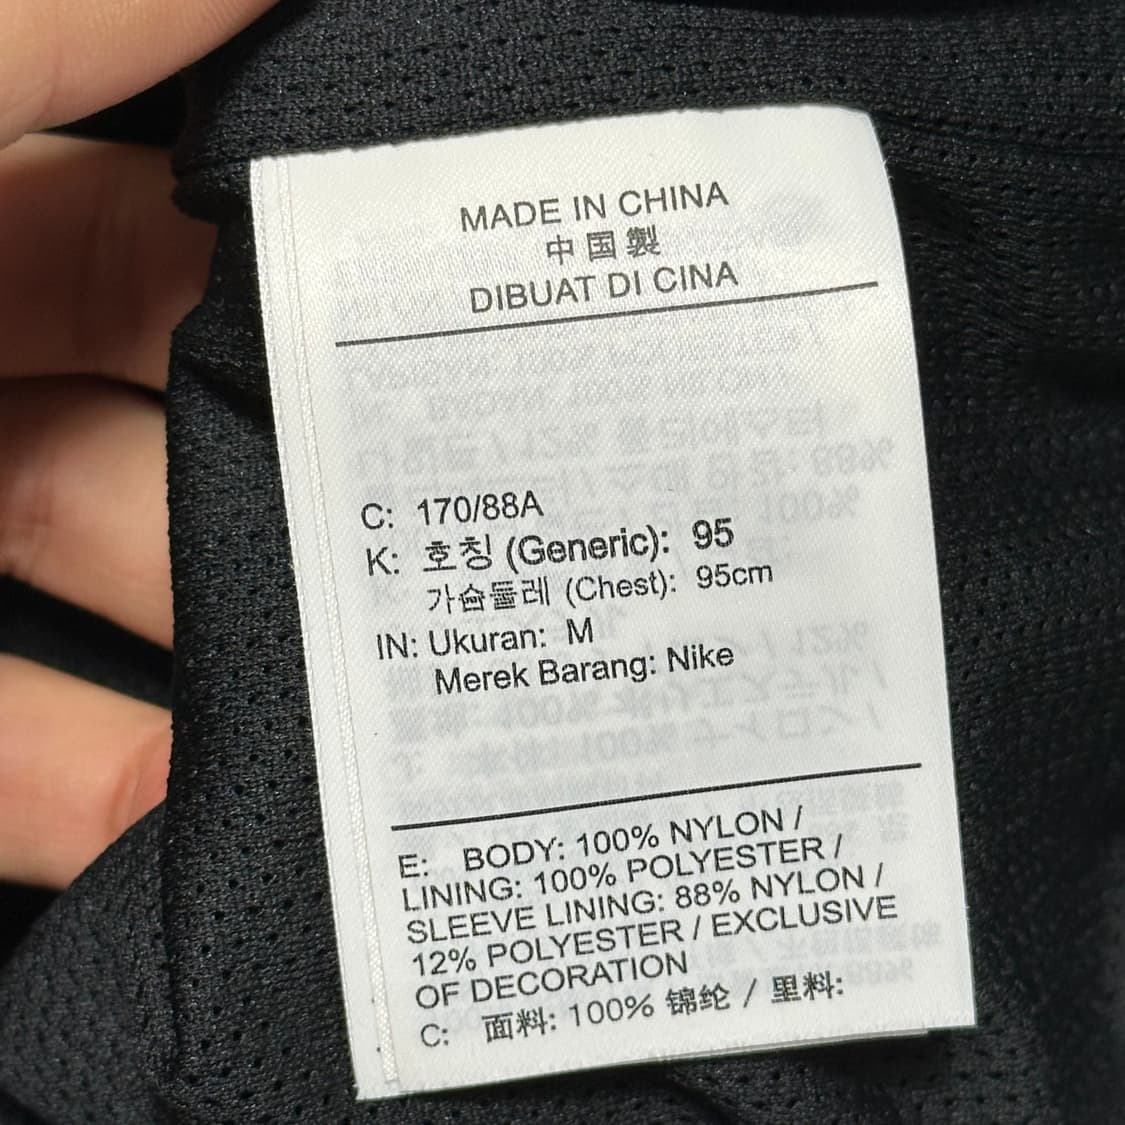 MADE IN CHINA
中国製
DIBUAT DI CINA
C: 170/88A
K: 호칭 (Generic): 95
가슴둘레 (Chest): 95cm
IN: Ukuran: M
Merek Barang: Nike
E: BODY: 100% NYLON /
LINING: 100% POLYESTER /
SLEEVE LINING: 88% NYLON /
12% POLYESTER / EXCLUSIVE
OF DECORATION
C: 面料: 100% 锦纶 / 里料: